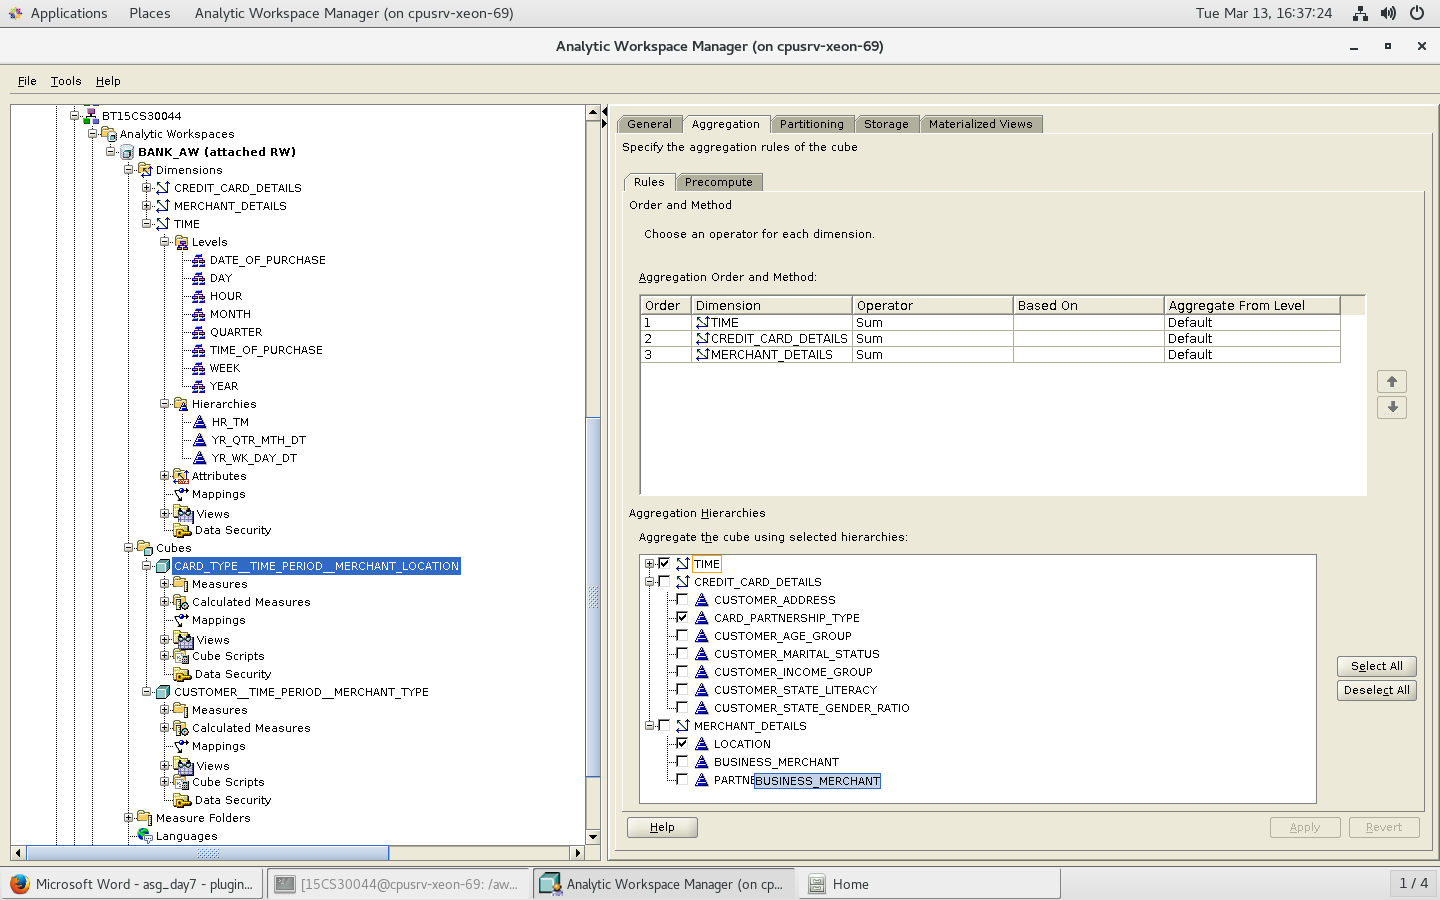 Applications Places Analytic Workspace Manager (on cpusrv-xeon-69) Tue Mar 13, 16:37:24
Analytic Workspace Manager (on cpusrv-xeon-69)
File Tools Help
BT15CS30044
Analytic Workspaces
BANK_AW (attached RW)
Dimensions
CREDIT_CARD_DETAILS
MERCHANT_DETAILS
TIME
Levels
DATE_OF_PURCHASE
DAY
HOUR
MONTH
QUARTER
TIME_OF_PURCHASE
WEEK
YEAR
Hierarchies
HR_TM
YR_QTR_MTH_DT
YR_WK_DAY_DT
Attributes
Mappings
Views
Data Security
Cubes
CARD_TYPE__TIME_PERIOD__MERCHANT_LOCATION
Measures
Calculated Measures
Mappings
Views
Cube Scripts
Data Security
CUSTOMER__TIME_PERIOD__MERCHANT_TYPE
Measures
Calculated Measures
Mappings
Views
Cube Scripts
Data Security
Measure Folders
Languages
General Aggregation Partitioning Storage Materialized Views
Specify the aggregation rules of the cube
Rules Precompute
Order and Method
Choose an operator for each dimension.
Aggregation Order and Method:
Order Dimension Operator Based On Aggregate From Level
1 TIME Sum Default
2 CREDIT_CARD_DETAILS Sum Default
3 MERCHANT_DETAILS Sum Default
Aggregation Hierarchies
Aggregate the cube using selected hierarchies:
TIME
CREDIT_CARD_DETAILS
CUSTOMER_ADDRESS
CARD_PARTNERSHIP_TYPE
CUSTOMER_AGE_GROUP
CUSTOMER_MARITAL_STATUS
CUSTOMER_INCOME_GROUP
CUSTOMER_STATE_LITERACY
CUSTOMER_STATE_GENDER_RATIO
MERCHANT_DETAILS
LOCATION
BUSINESS_MERCHANT
PARTNE BUSINESS_MERCHANT
Select All
Deselect All
Help Apply Revert
Microsoft Word - asg_day7 - plugin... [15CS30044@cpusrv-xeon-69: /aw... Analytic Workspace Manager (on cp... Home 1 / 4